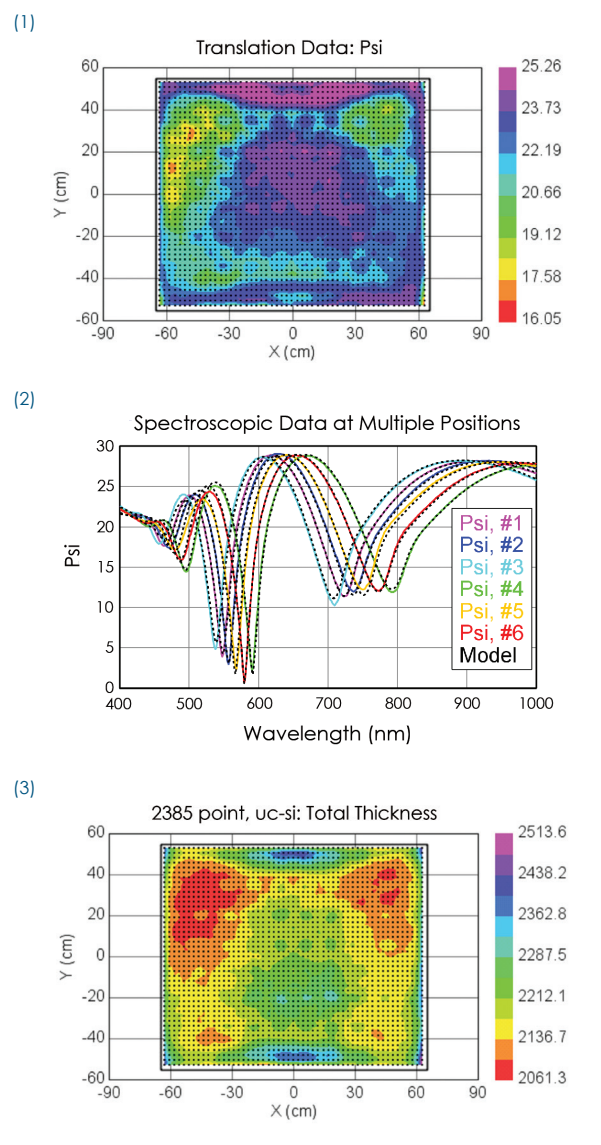 (1)
Translation Data: Psi
60
40
20
0
-20
-40
-60
Y (cm)
-90 -60 -30 0 30 60 90
X (cm)
25.26
23.73
22.19
20.66
19.12
17.58
16.05
(2)
Spectroscopic Data at Multiple Positions
30
25
20
15
10
5
0
Psi
Psi, #1
Psi, #2
Psi, #3
Psi, #4
Psi, #5
Psi, #6
Model
400 500 600 700 800 900 1000
Wavelength (nm)
(3)
2385 point, uc-si: Total Thickness
60
40
20
0
-20
-40
-60
Y (cm)
-90 -60 -30 0 30 60 90
X (cm)
2513.6
2438.2
2362.8
2287.5
2212.1
2136.7
2061.3